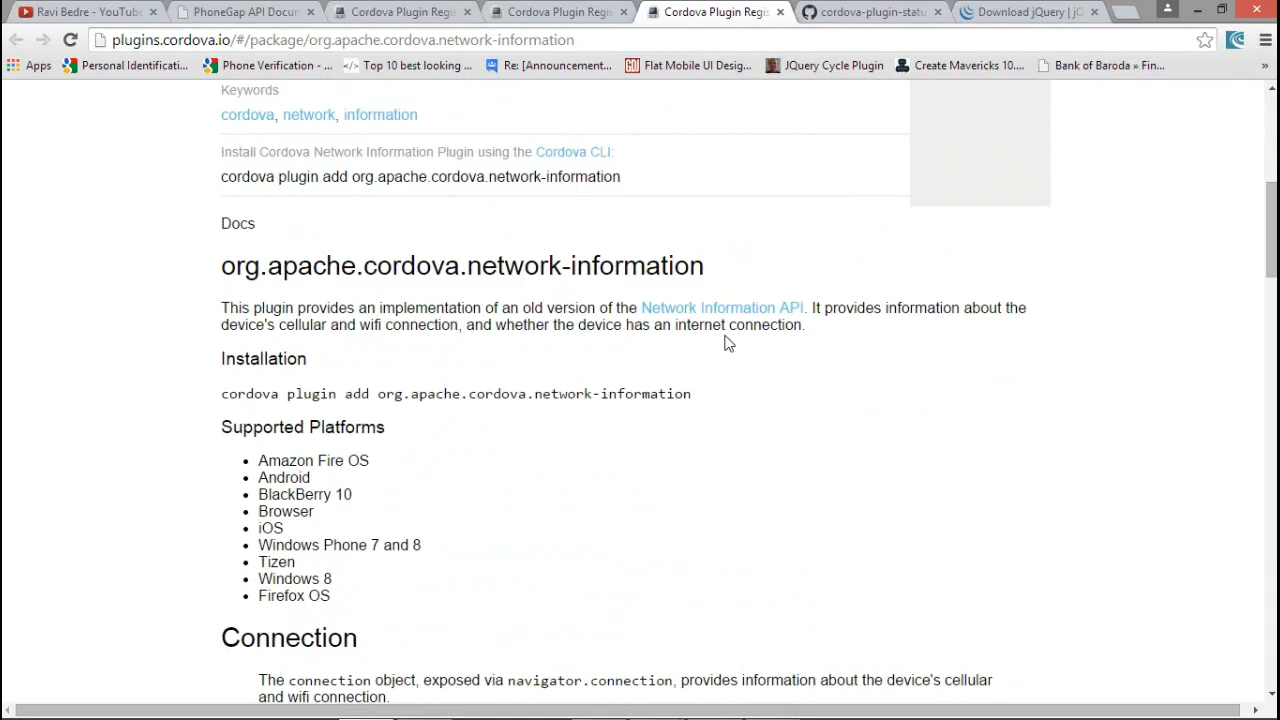 Ravi Bedre - YouTube
PhoneGap API Docum
Cordova Plugin Regis
Cordova Plugin Regis
Cordova Plugin Regis
cordova-plugin-statu
Download jQuery | jQ
plugins.cordova.io/#/package/org.apache.cordova.network-information
Apps
Personal Identificati...
Phone Verification - ...
Top 10 best looking ...
Re: [Announcement...
Flat Mobile UI Desig...
JQuery Cycle Plugin
Create Mavericks 10....
Bank of Baroda » Fin...
»
Keywords
cordova, network, information
Install Cordova Network Information Plugin using the Cordova CLI:
cordova plugin add org.apache.cordova.network-information
Docs
org.apache.cordova.network-information
This plugin provides an implementation of an old version of the Network Information API. It provides information about the
device's cellular and wifi connection, and whether the device has an internet connection.
Installation
cordova plugin add org.apache.cordova.network-information
Supported Platforms
• Amazon Fire OS
• Android
• BlackBerry 10
• Browser
• iOS
• Windows Phone 7 and 8
• Tizen
• Windows 8
• Firefox OS
Connection
The connection object, exposed via navigator.connection, provides information about the device's cellular
and wifi connection.